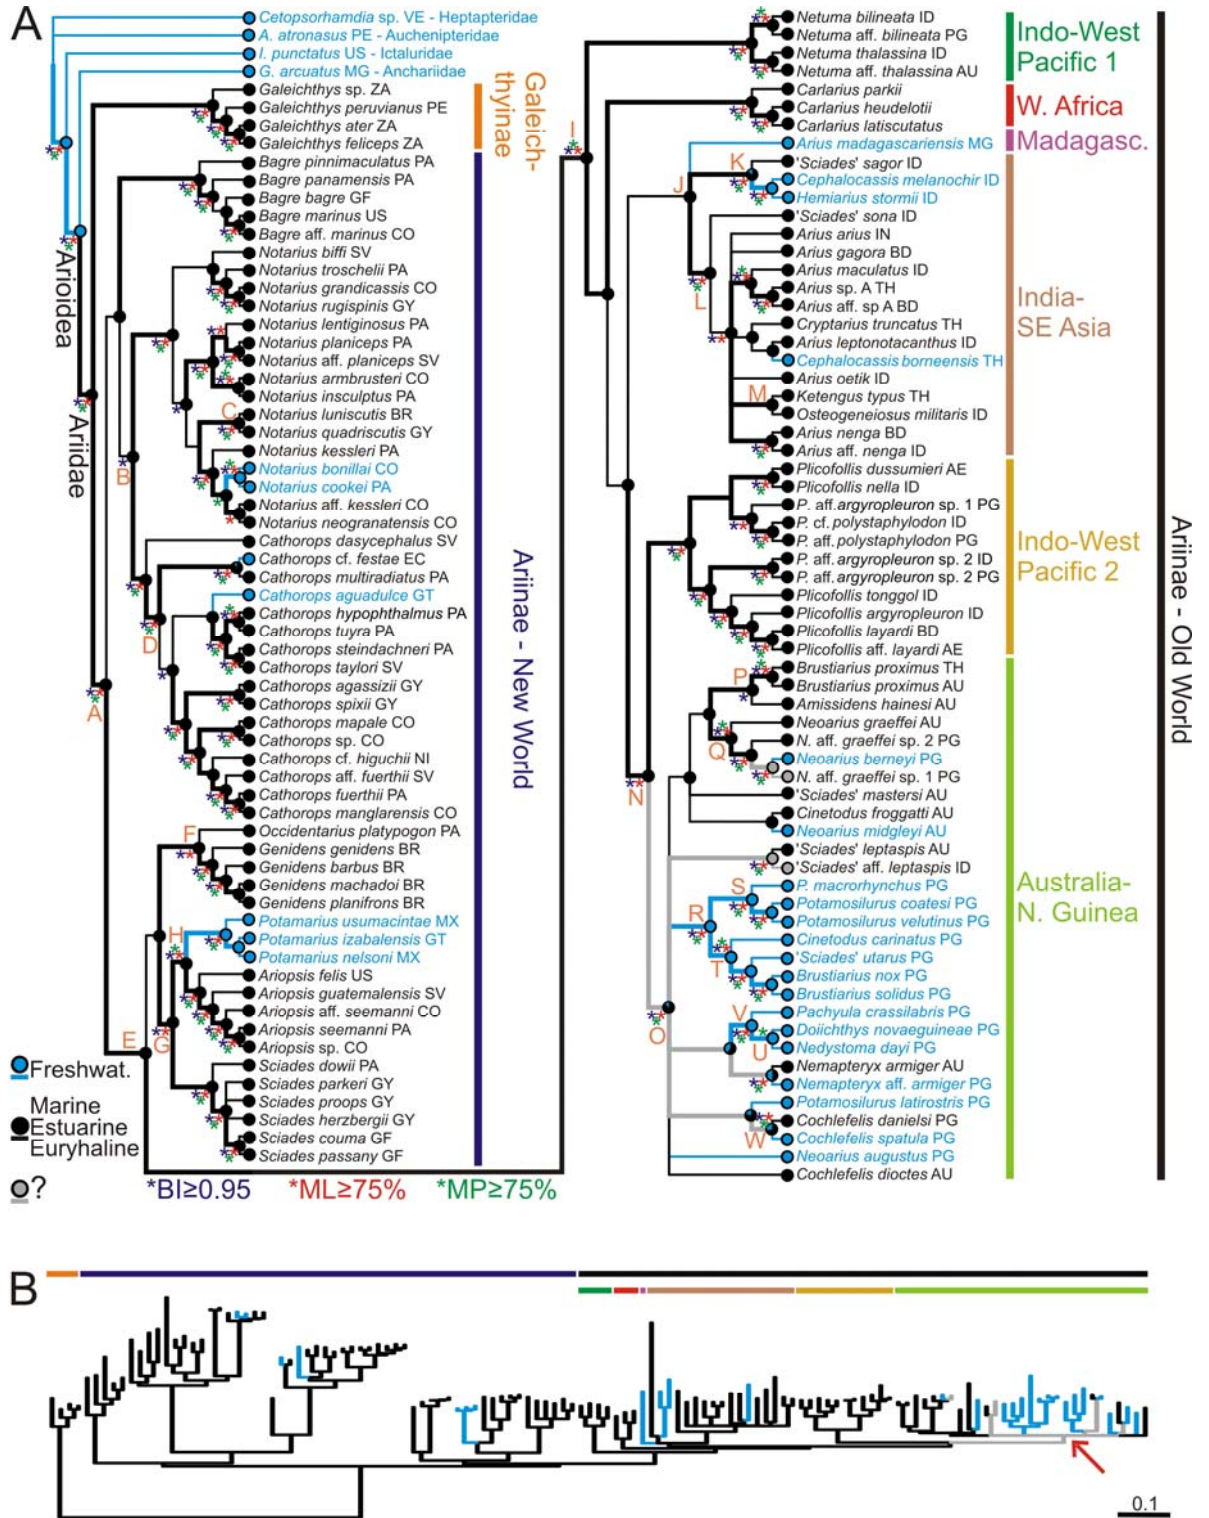 A
Cetopsorhamdia sp. VE - Heptapteridae
A. atronasus PE - Auchenipteridae
I. punctatus US - Ictaluridae
G. arcuatus MG - Anchariidae
Galeichthys sp. ZA
Galeichthys peruvianus PE
Galeichthys ater ZA
Galeichthys feliceps ZA
Bagre pinnimaculatus PA
Bagre panamensis PA
Bagre bagre GF
Bagre marinus US
Bagre aff. marinus CO
Notarius biffi SV
Notarius troschelii PA
Notarius grandicassis CO
Notarius rugispinis GY
Notarius lentiginosus PA
Notarius planiceps PA
Notarius aff. planiceps SV
Notarius armbrusteri CO
Notarius insculptus PA
Notarius luniscutis BR
Notarius quadriscutis GY
Notarius kessleri PA
Notarius bonillai CO
Notarius cookei PA
Notarius aff. kessleri CO
Notarius neogranatensis CO
Cathorops dasycephalus SV
Cathorops cf. festae EC
Cathorops multiradiatus PA
Cathorops aguadulce GT
Cathorops hypophthalmus PA
Cathorops tuyra PA
Cathorops steindachneri PA
Cathorops taylori SV
Cathorops agassizii GY
Cathorops spixii GY
Cathorops mapale CO
Cathorops sp. CO
Cathorops cf. higuchii NI
Cathorops aff. fuerthii SV
Cathorops fuerthii PA
Cathorops manglarensis CO
Occidentarius platypogon PA
Genidens genidens BR
Genidens barbus BR
Genidens machadoi BR
Genidens planifrons BR
Potamarius usumacintae MX
Potamarius izabalensis GT
Potamarius nelsoni MX
Ariopsis felis US
Ariopsis guatemalensis SV
Ariopsis aff. seemanni CO
Ariopsis seemanni PA
Ariopsis sp. CO
Sciades dowii PA
Sciades parkeri GY
Sciades proops GY
Sciades herzbergii GY
Sciades couma GF
Sciades passany GF
Arioidea
Ariidae
A
B
C
D
E
F
G
H
Galeich-
thyinae
Ariinae - New World
Freshwat.
Marine
Estuarine
Euryhaline
?
*BI≥0.95 *ML≥75% *MP≥75%
Netuma bilineata ID
Netuma aff. bilineata PG
Netuma thalassina ID
Netuma aff. thalassina AU
Carlarius parkii
Carlarius heudelotii
Carlarius latiscutatus
Arius madagascariensis MG
'Sciades' sagor ID
Cephalocassis melanochir ID
Hemiarius stormii ID
'Sciades' sona ID
Arius arius IN
Arius gagora BD
Arius maculatus ID
Arius sp. A TH
Arius aff. sp A BD
Cryptarius truncatus TH
Arius leptonotacanthus ID
Cephalocassis borneensis TH
Arius oetik ID
Ketengus typus TH
Osteogeneiosus militaris ID
Arius nenga BD
Arius aff. nenga ID
Plicofollis dussumieri AE
Plicofollis nella ID
P. aff. argyropleuron sp. 1 PG
P. cf. polystaphylodon ID
P. aff. polystaphylodon PG
P. aff. argyropleuron sp. 2 ID
P. aff. argyropleuron sp. 2 PG
Plicofollis tonggol ID
Plicofollis argyropleuron ID
Plicofollis layardi BD
Plicofollis aff. layardi AE
Brustiarius proximus TH
Brustiarius proximus AU
Amissidens hainesi AU
Neoarius graeffei AU
N. aff. graeffei sp. 2 PG
Neoarius berneyi PG
N. aff. graeffei sp. 1 PG
'Sciades' mastersi AU
Cinetodus froggatti AU
Neoarius midgleyi AU
'Sciades' leptaspis AU
'Sciades' aff. leptaspis ID
P. macrorhynchus PG
Potamosilurus coatesi PG
Potamosilurus velutinus PG
Cinetodus carinatus PG
'Sciades' utarus PG
Brustiarius nox PG
Brustiarius solidus PG
Pachyula crassilabris PG
Doiichthys novaeguineae PG
Nedystoma dayi PG
Nemapteryx armiger AU
Nemapteryx aff. armiger PG
Potamosilurus latirostris PG
Cochlefelis danielsi PG
Cochlefelis spatula PG
Neoarius augustus PG
Cochlefelis dioctes AU
I
J
K
L
M
N
O
P
Q
R
S
T
U
V
W
Indo-West
Pacific 1
W. Africa
Madagasc.
India-
SE Asia
Indo-West
Pacific 2
Australia-
N. Guinea
Ariinae - Old World
B
0.1